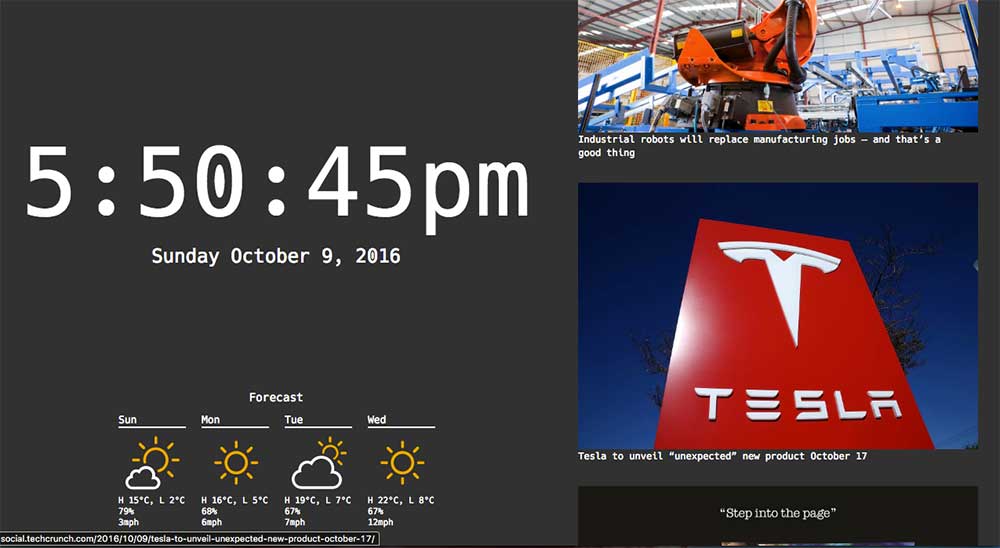 5:50:45pm
Sunday October 9, 2016
Forecast
Sun Mon Tue Wed
H 15°C, L 2°C H 16°C, L 5°C H 19°C, L 7°C H 22°C, L 8°C
79% 68% 67% 67%
3mph 6mph 7mph 12mph
social.techcrunch.com/2016/10/09/tesla-to-unveil-unexpected-new-product-october-17/
Industrial robots will replace manufacturing jobs — and that’s a
good thing
TESLA
Tesla to unveil “unexpected” new product October 17
“Step into the page”